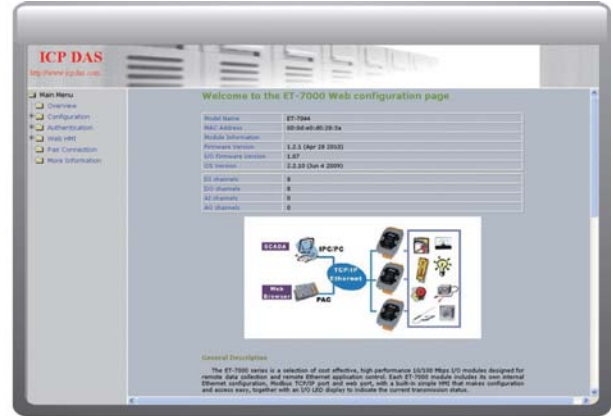 ICP DAS
http://www.icpdas.com
Main Menu
Overview
Configuration
Authentication
Web HMI
Pair Connection
More Information
Welcome to the ET-7000 Web configuration page
Model Name ET-7044
MAC Address
Module Information
Firmware Version 1.2.1 (Apr 28 2010)
I/O Firmware Version 1.07
OS Version 2.2.10 (Jun 4 2009)
DI channels 8
DO channels 8
AI channels 0
AO channels 0
SCADA
IPC/PC
TCP/IP
Ethernet
Web
Browser
PAC
General Description
The ET-7000 series is a selection of cost effective, high performance 10/100 Mbps I/O modules designed for
remote data collection and remote Ethernet application control. Each ET-7000 module includes its own internal
Ethernet configuration, Modbus TCP/IP port and web port, with a built-in simple HMI that makes configuration
and access easy, together with an I/O LED display to indicate the current transmission status.